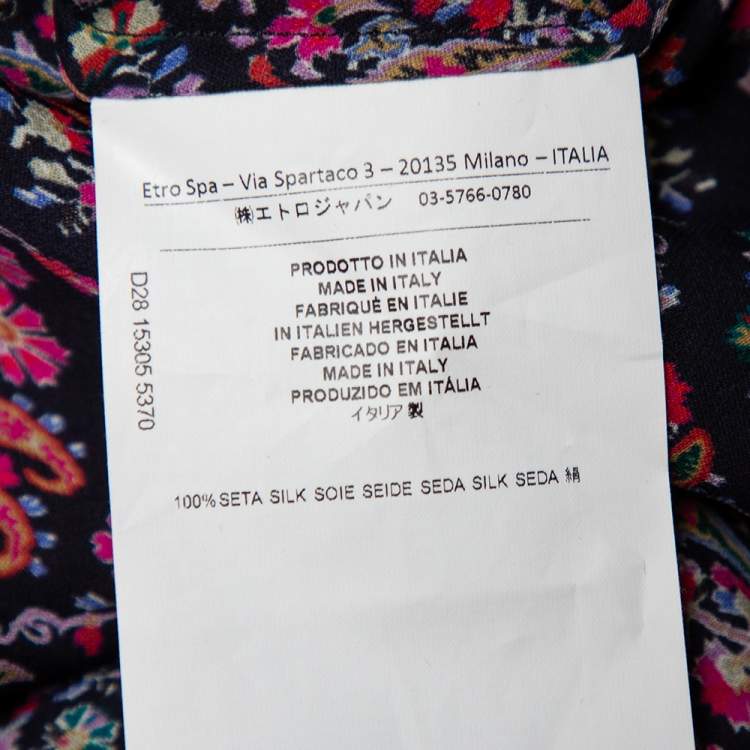 Etro Spa – Via Spartaco 3 – 20135 Milano – ITALIA
㈱エトロジャパン 03-5766-0780
PRODOTTO IN ITALIA
MADE IN ITALY
FABRIQUÉ EN ITALIE
IN ITALIEN HERGESTELLT
FABRICADO EN ITALIA
MADE IN ITALY
PRODUZIDO EM ITÁLIA
イタリア製
D28 15305 5370
100% SETA SILK SOIE SEIDE SEDA SILK SEDA 絹